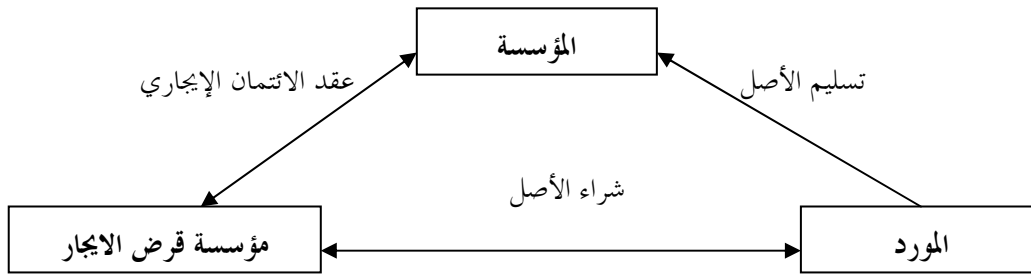 المؤسسة
عقد الائتمان الإيجاري
تسليم الأصل
شراء الأصل
المورد
مؤسسة قرض الايجار